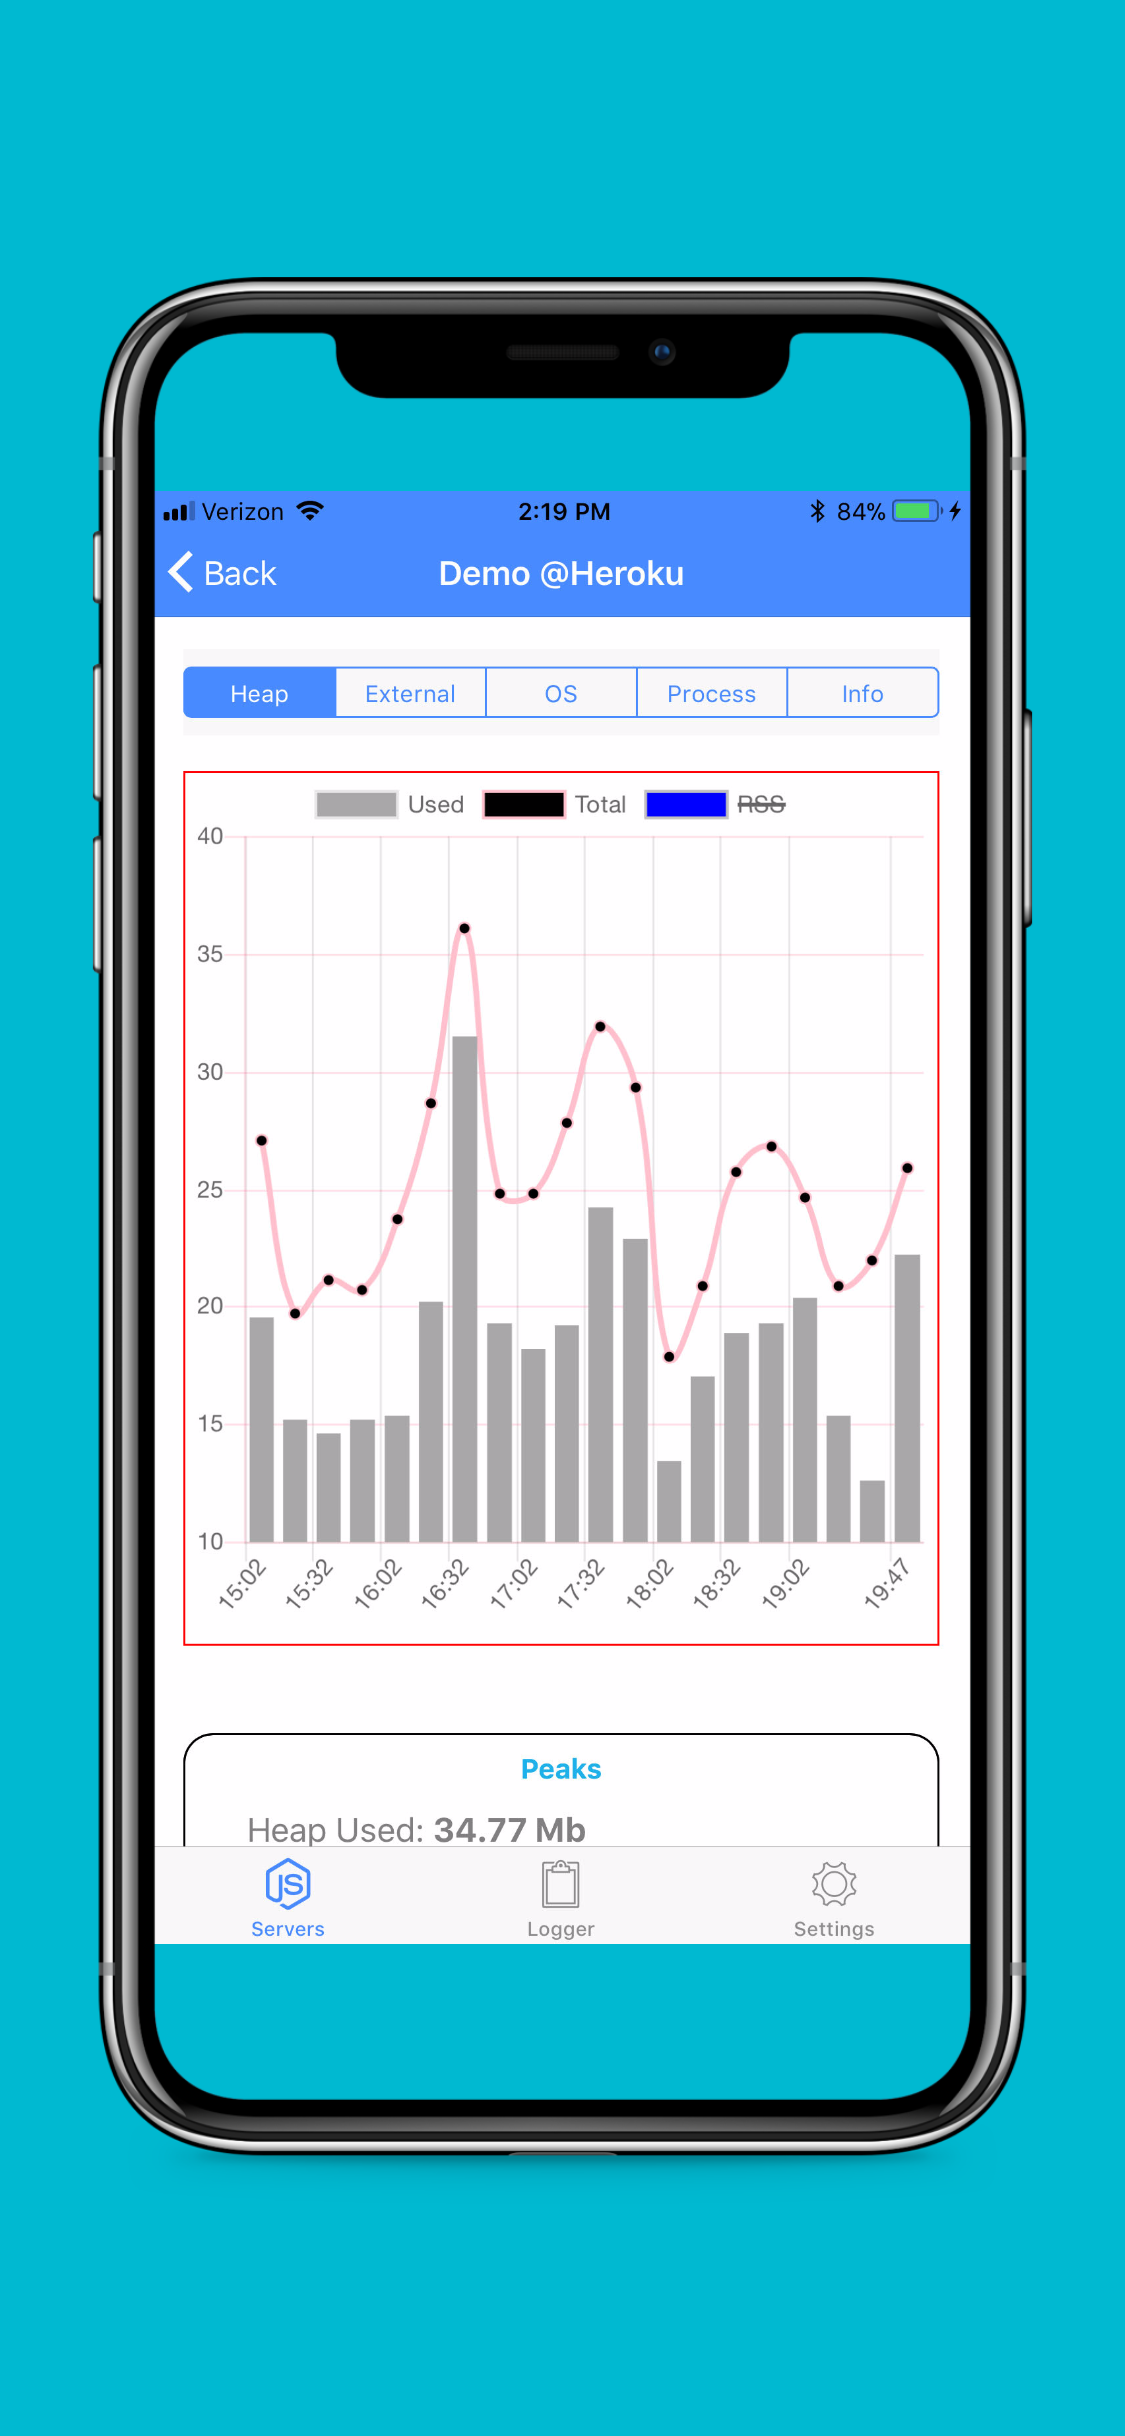 Verizon 2:19 PM 84%
Back Demo @Heroku
Heap External OS Process Info
Used Total RSS
40
35
30
25
20
15
10
15:02 15:32 16:02 16:32 17:02 17:32 18:02 18:32 19:02 19:47
Peaks
Heap Used: 34.77 Mb
JS
Servers Logger Settings